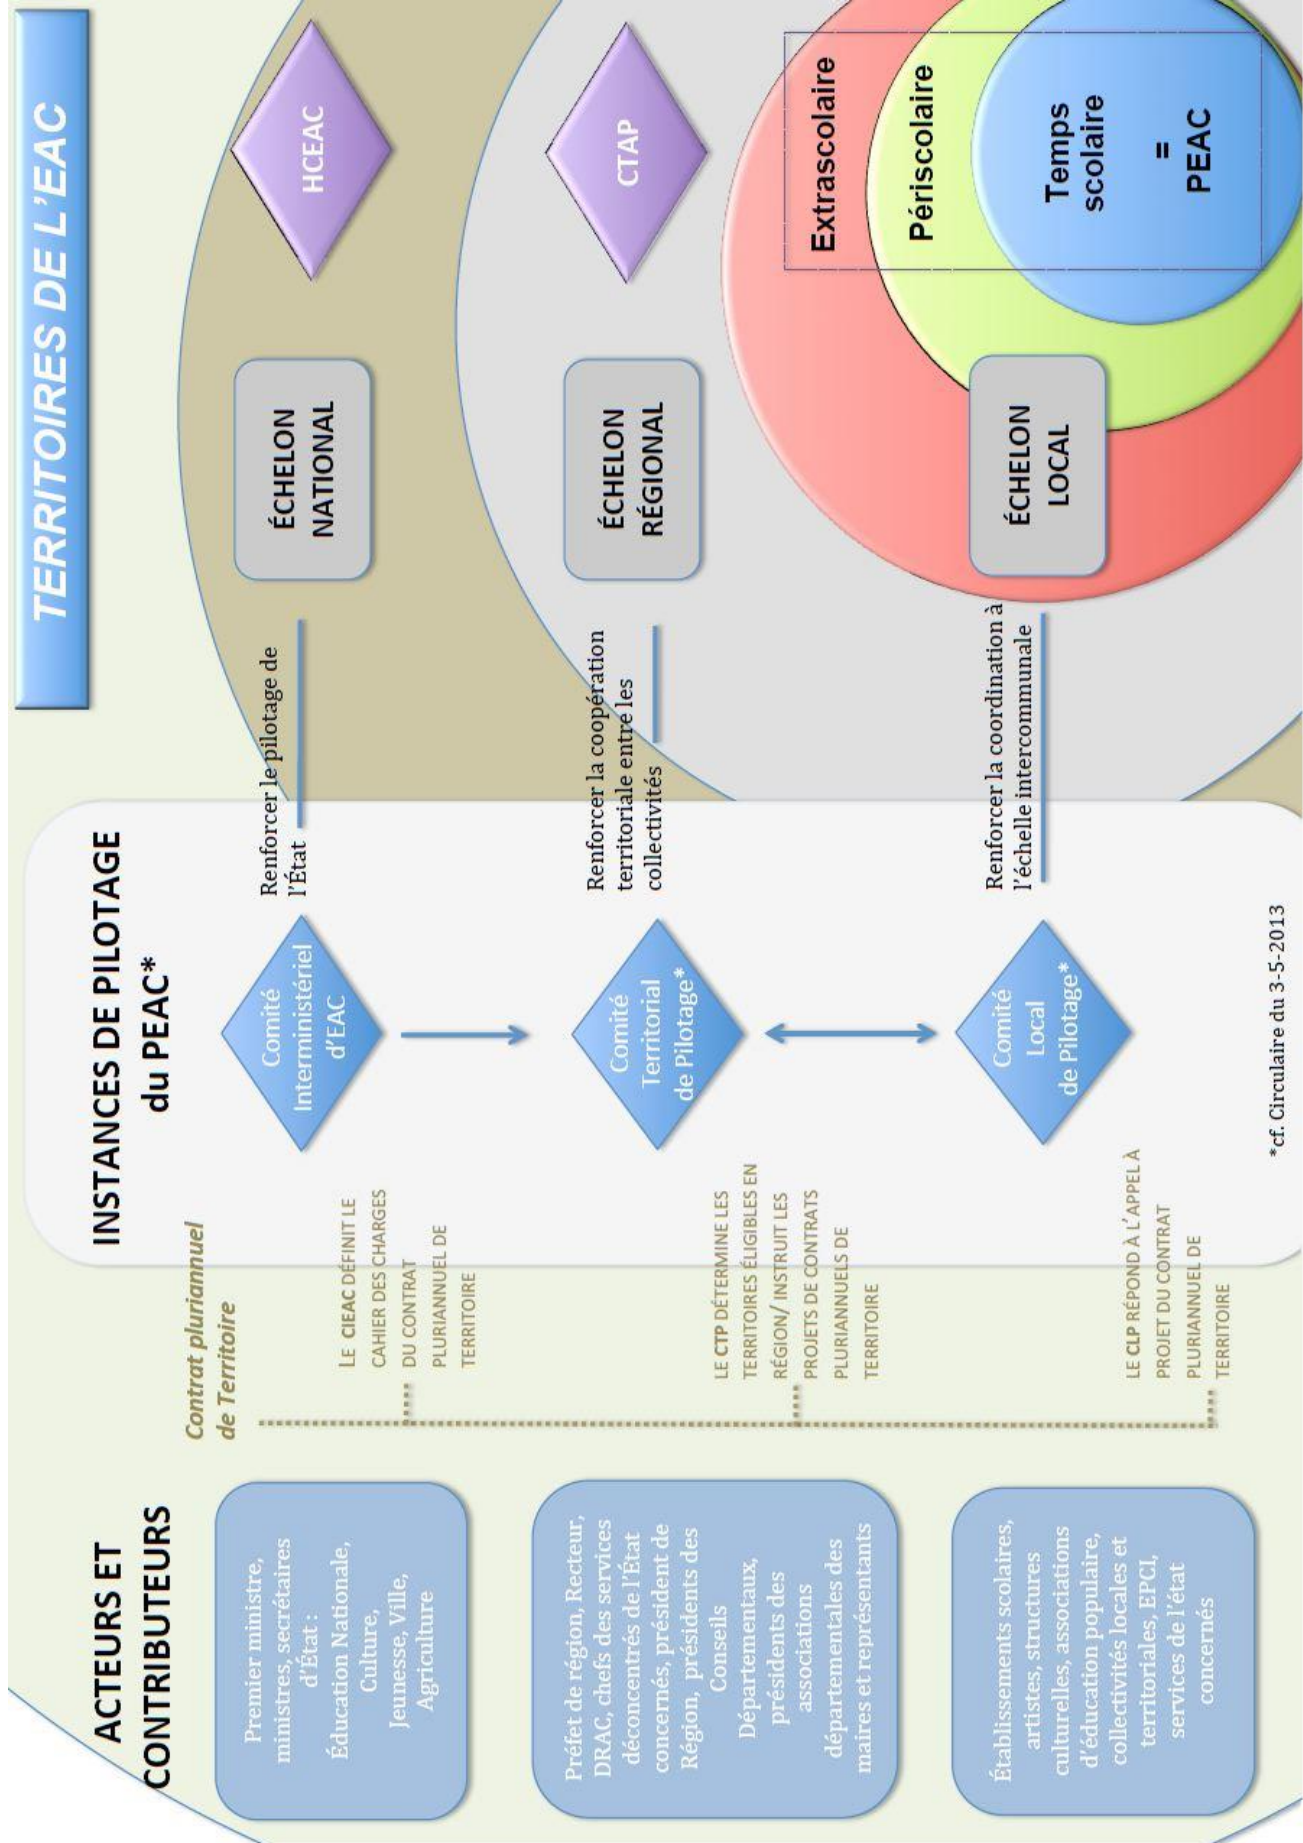 TERRITOIRES DE L'EAC
ACTEURS ET
CONTRIBUTEURS
INSTANCES DE PILOTAGE
du PEAC*
Contrat pluriannuel
de Territoire
Premier ministre,
ministres, secrétaires
d'État :
Éducation Nationale,
Culture,
Jeunesse, Ville,
Agriculture
LE CIEAC DÉFINIT LE
CAHIER DES CHARGES
DU CONTRAT
PLURIANNUEL DE
TERRITOIRE
Comité
Interministériel
d'EAC
Renforcer le pilotage de
l'État
ÉCHELON
NATIONAL
HCEAC
Préfet de région, Recteur,
DRAC, chefs des services
déconcentrés de l'État
concernés, président de
Région, présidents des
Conseils
Départementaux,
présidents des
associations
départementales des
maires et représentants
LE CTP DÉTERMINE LES
TERRITOIRES ÉLIGIBLES EN
RÉGION/ INSTRUIT LES
PROJETS DE CONTRATS
PLURIANNUELS DE
TERRITOIRE
Comité
Territorial
de Pilotage*
Renforcer la coopération
territoriale entre les
collectivités
ÉCHELON
RÉGIONAL
CTAP
Établissements scolaires,
artistes, structures
culturelles, associations
d'éducation populaire,
collectivités locales et
territoriales, EPCI,
services de l'état
concernés
LE CLP RÉPOND À L'APPEL À
PROJET DU CONTRAT
PLURIANNUEL DE
TERRITOIRE
Comité
Local
de Pilotage*
Renforcer la coordination à
l'échelle intercommunale
ÉCHELON
LOCAL
Extrascolaire
Périscolaire
Temps
scolaire
=
PEAC
*cf. Circulaire du 3-5-2013